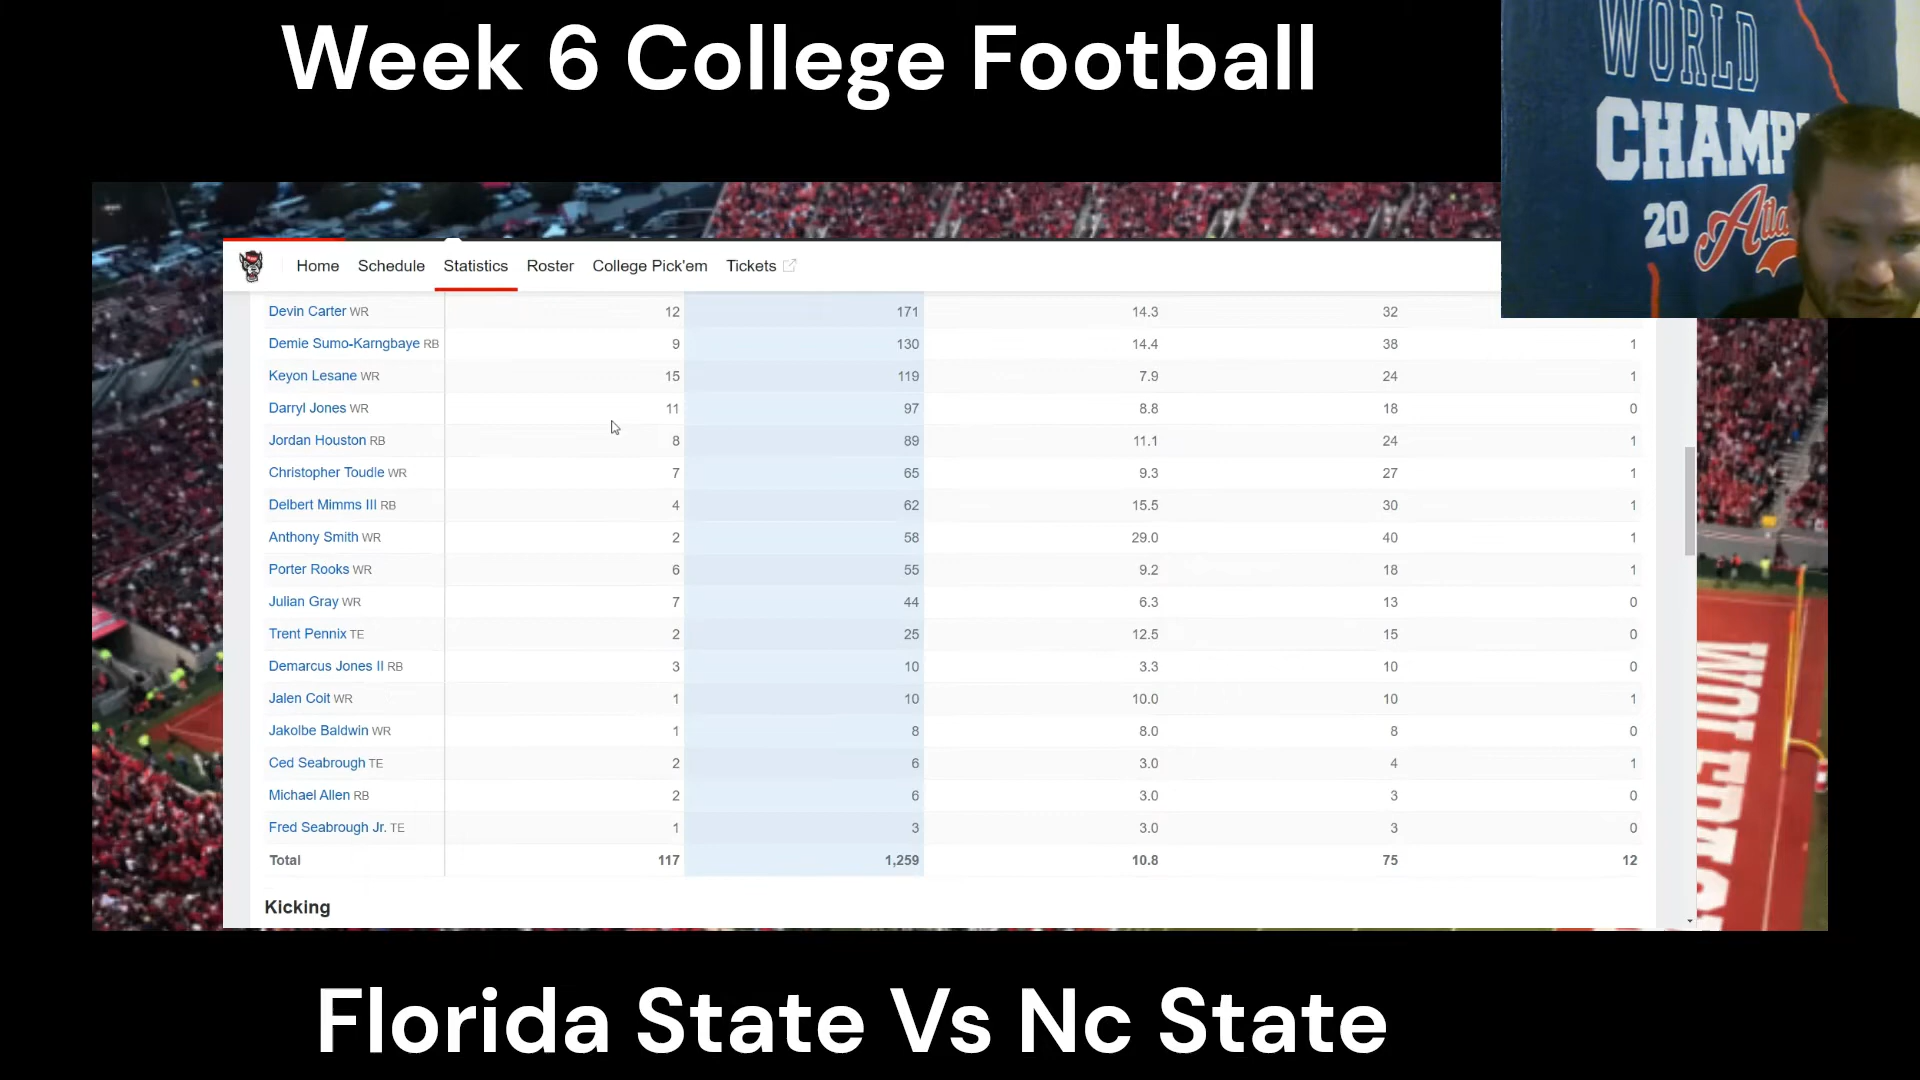 Week 6 College Football
WORLD
CHAMP
20 Atla
Home Schedule Statistics Roster College Pick'em Tickets
Devin Carter WR 12 171 14.3 32
Demie Sumo-Karngbaye RB 9 130 14.4 38 1
Keyon Lesane WR 15 119 7.9 24 1
Darryl Jones WR 11 97 8.8 18 0
Jordan Houston RB 8 89 11.1 24 1
Christopher Toudle WR 7 65 9.3 27 1
Delbert Mimms III RB 4 62 15.5 30 1
Anthony Smith WR 2 58 29.0 40 1
Porter Rooks WR 6 55 9.2 18 1
Julian Gray WR 7 44 6.3 13 0
Trent Pennix TE 2 25 12.5 15 0
Demarcus Jones II RB 3 10 3.3 10 0
Jalen Coit WR 1 10 10.0 10 1
Jakolbe Baldwin WR 1 8 8.0 8 0
Ced Seabrough TE 2 6 3.0 4 1
Michael Allen RB 2 6 3.0 3 0
Fred Seabrough Jr. TE 1 3 3.0 3 0
Total 117 1,259 10.8 75 12
Kicking
Florida State Vs Nc State